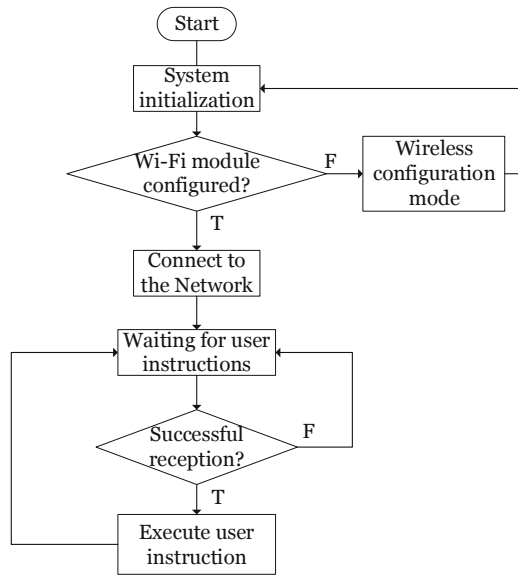 Start
System
initialization
Wi-Fi module
configured?
F
Wireless
configuration
mode
T
Connect to
the Network
Waiting for user
instructions
Successful
reception?
F
T
Execute user
instruction